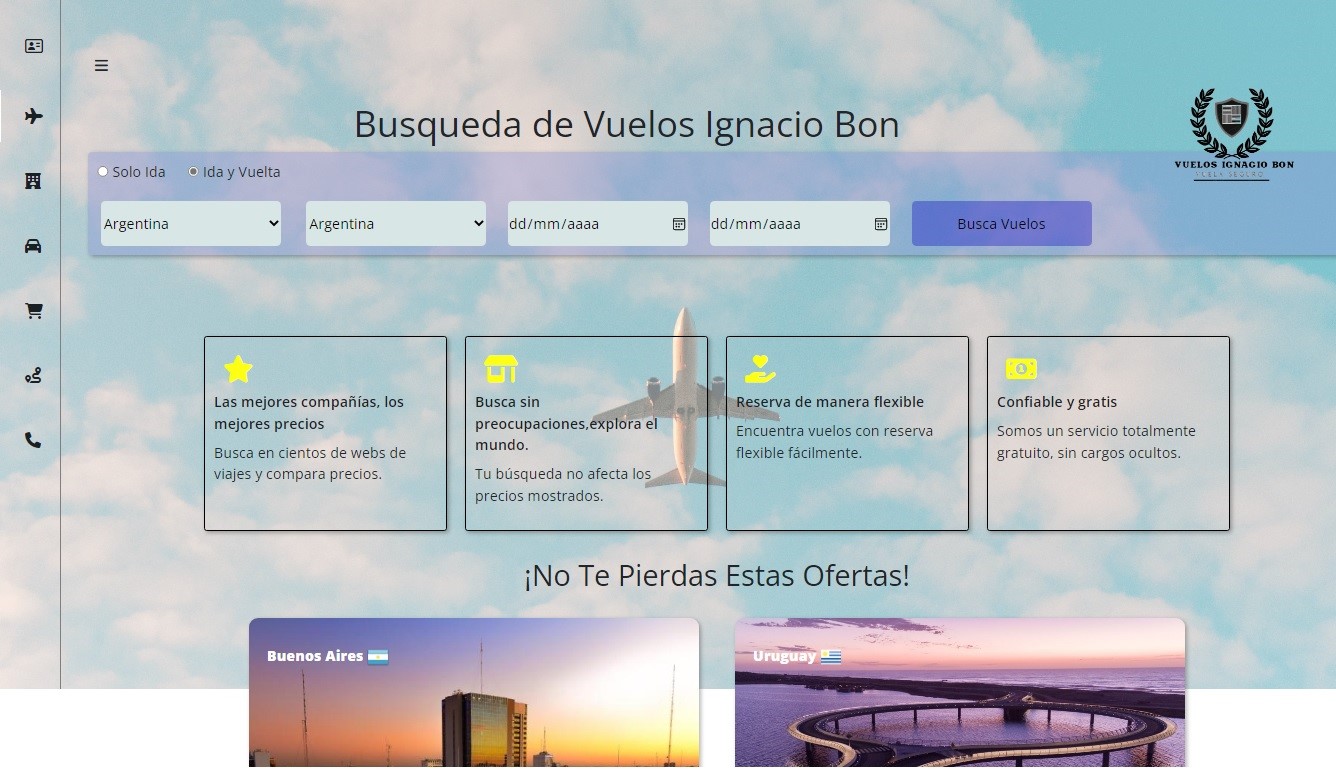 Busqueda de Vuelos Ignacio Bon
VUELOS IGNACIO BON
VUELA SEGURO
Solo Ida
Ida y Vuelta
Argentina
Argentina
dd/mm/aaaa
dd/mm/aaaa
Busca Vuelos
Las mejores compañías, los
mejores precios
Busca en cientos de webs de
viajes y compara precios.
Busca sin
preocupaciones,explora el
mundo.
Tu búsqueda no afecta los
precios mostrados.
Reserva de manera flexible
Encuentra vuelos con reserva
flexible fácilmente.
Confiable y gratis
Somos un servicio totalmente
gratuito, sin cargos ocultos.
¡No Te Pierdas Estas Ofertas!
Buenos Aires
Uruguay